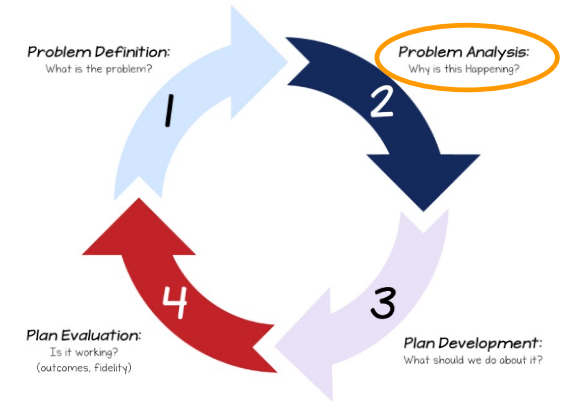 Problem Definition:
What is the problem?
1
Problem Analysis:
Why is this Happening?
2
3
Plan Development:
What should we do about it?
4
Plan Evaluation:
Is it working?
(outcomes, fidelity)